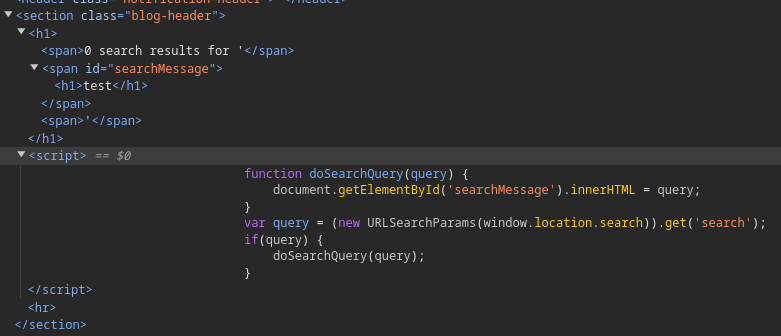 <header class="notification-header"> </header>
<section class="blog-header">
<h1>
<span>0 search results for '</span>
<span id="searchMessage">
<h1>test</h1>
</span>
<span>'</span>
</h1>
<script> == $0
function doSearchQuery(query) {
document.getElementById('searchMessage').innerHTML = query;
}
var query = (new URLSearchParams(window.location.search)).get('search');
if(query) {
doSearchQuery(query);
}
</script>
<hr>
</section>